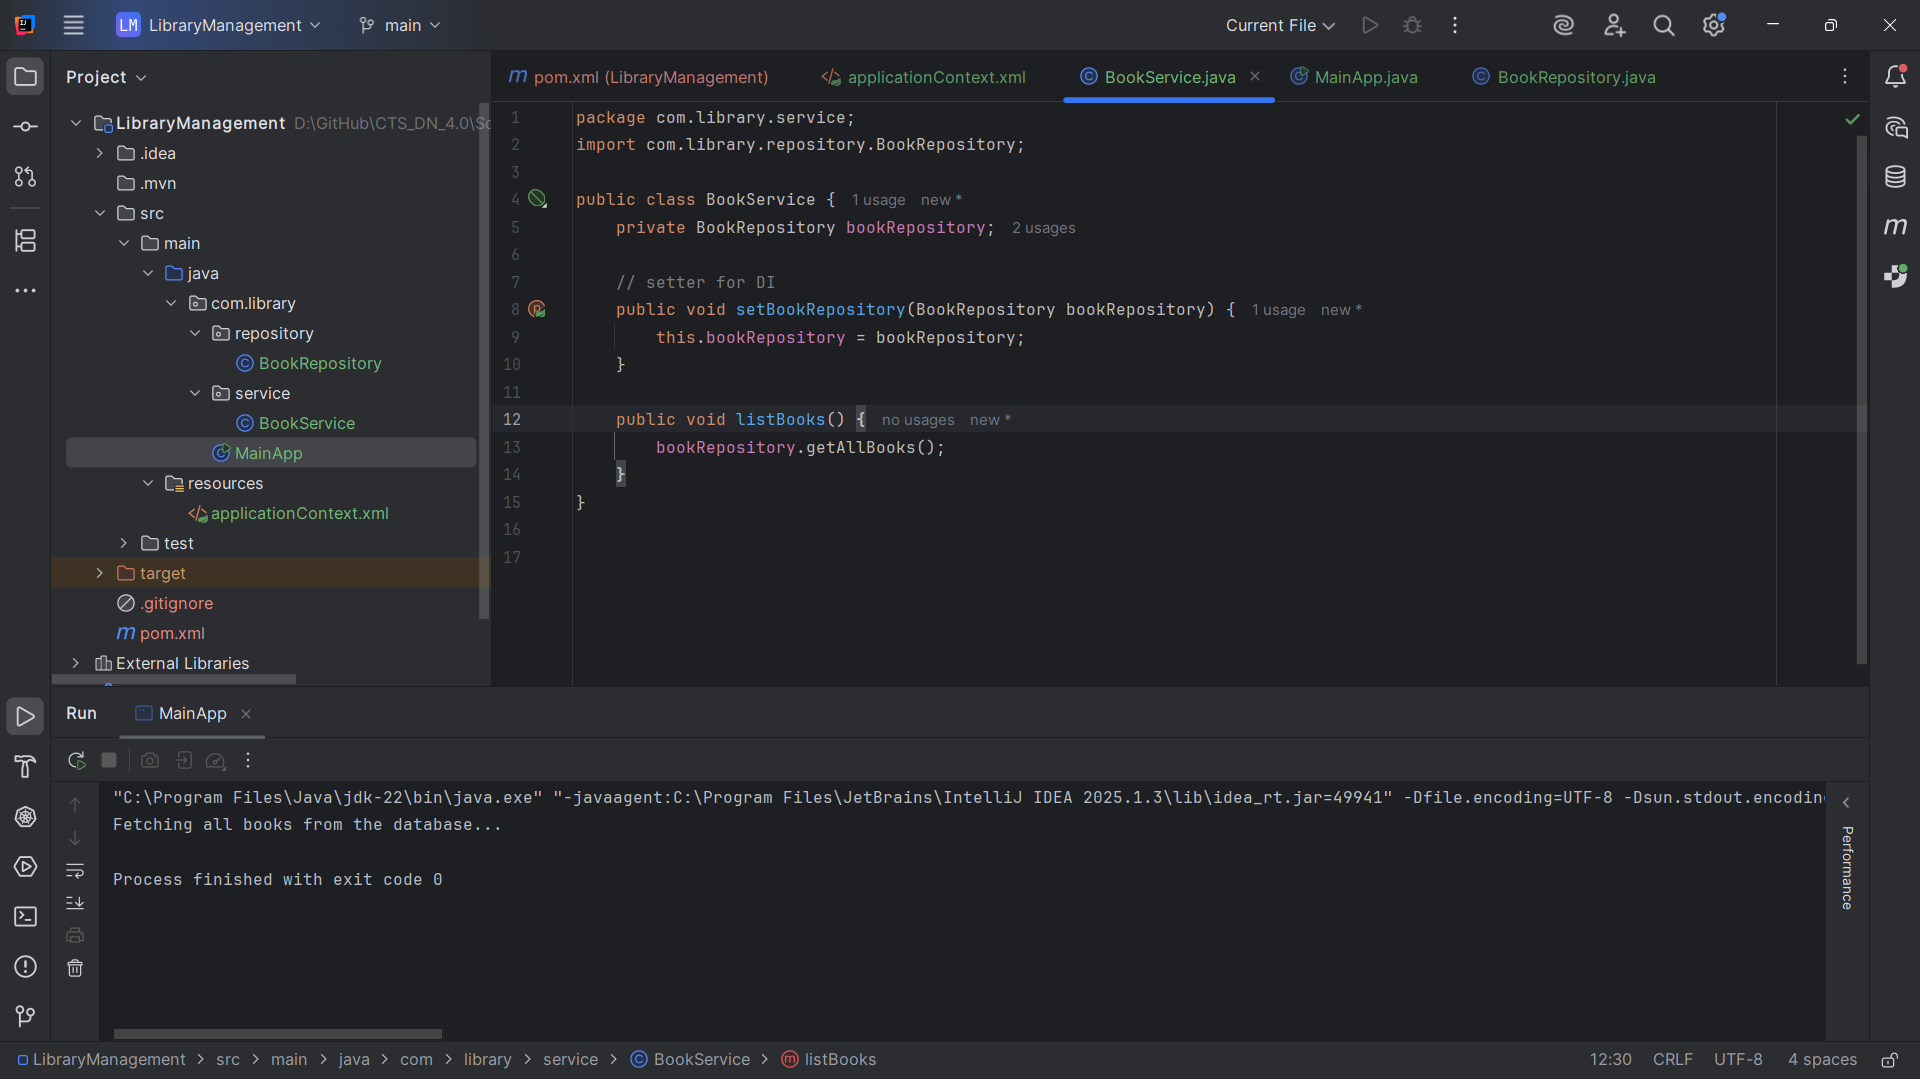 LM LibraryManagement main Current File
Project
pom.xml (LibraryManagement) applicationContext.xml BookService.java MainApp.java BookRepository.java
LibraryManagement D:\GitHub\CTS_DN_4.0\Sc
.idea
.mvn
src
main
java
com.library
repository
BookRepository
service
BookService
MainApp
resources
applicationContext.xml
test
target
.gitignore
pom.xml
External Libraries
1 package com.library.service;
2 import com.library.repository.BookRepository;
3
4 public class BookService { 1 usage new *
5 private BookRepository bookRepository; 2 usages
6
7 // setter for DI
8 public void setBookRepository(BookRepository bookRepository) { 1 usage new *
9 this.bookRepository = bookRepository;
10 }
11
12 public void listBooks() { no usages new *
13 bookRepository.getAllBooks();
14 }
15 }
16
17
Run MainApp
"C:\Program Files\Java\jdk-22\bin\java.exe" "-javaagent:C:\Program Files\JetBrains\IntelliJ IDEA 2025.1.3\lib\idea_rt.jar=49941" -Dfile.encoding=UTF-8 -Dsun.stdout.encoding
Fetching all books from the database...
Process finished with exit code 0
Performance
LibraryManagement > src > main > java > com > library > service > BookService > listBooks 12:30 CRLF UTF-8 4 spaces